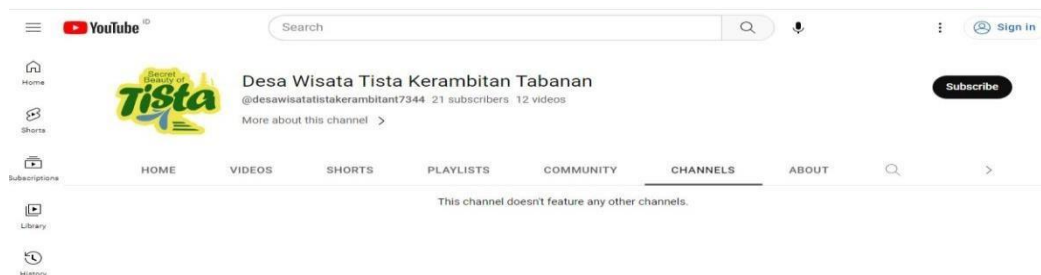 YouTube ID
Search
Sign in
Home
Shorts
Subscriptions
Library
History
Secret
Beauty of
Tista
Desa Wisata Tista Kerambitan Tabanan
@desawisatatistakerambitant7344 21 subscribers 12 videos
More about this channel >
Subscribe
HOME VIDEOS SHORTS PLAYLISTS COMMUNITY CHANNELS ABOUT
This channel doesn't feature any other channels.